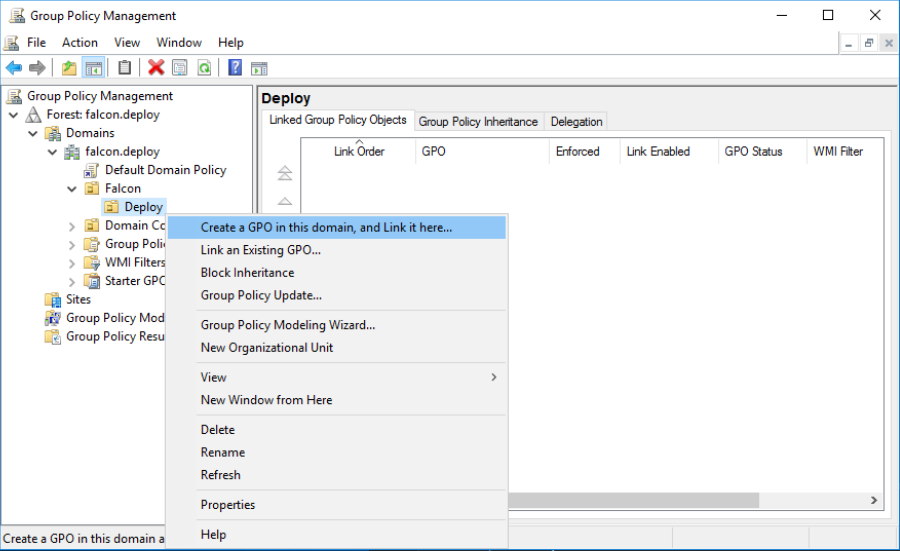 Group Policy Management
File Action View Window Help
Group Policy Management
Forest: falcon.deploy
Domains
falcon.deploy
Default Domain Policy
Falcon
Deploy
Domain Co
Group Poli
WMI Filters
Starter GPO
Sites
Group Policy Mod
Group Policy Resu
Deploy
Linked Group Policy Objects Group Policy Inheritance Delegation
Link Order GPO Enforced Link Enabled GPO Status WMI Filter
Create a GPO in this domain, and Link it here...
Link an Existing GPO...
Block Inheritance
Group Policy Update...
Group Policy Modeling Wizard...
New Organizational Unit
View
New Window from Here
Delete
Rename
Refresh
Properties
Help
Create a GPO in this domain a